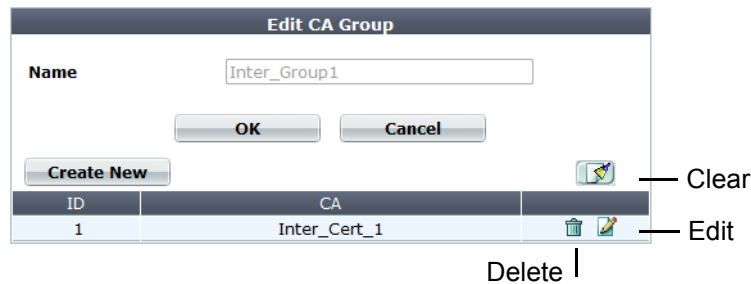 Edit CA Group
Name Inter_Group1
OK Cancel
Create New
Clear
ID CA
1 Inter_Cert_1
Edit
Delete